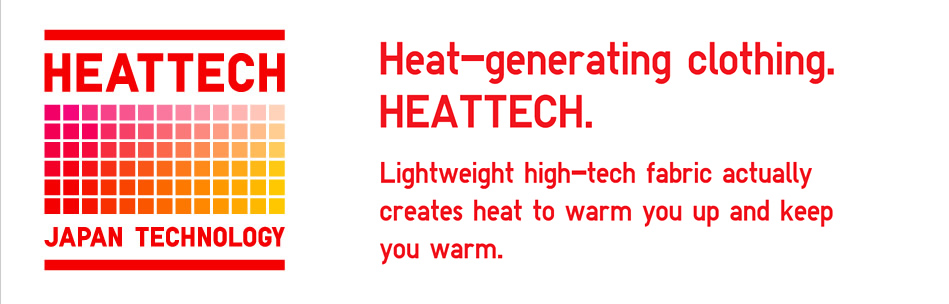 HEATTECH
JAPAN TECHNOLOGY
Heat-generating clothing.
HEATTECH.
Lightweight high-tech fabric actually
creates heat to warm you up and keep
you warm.